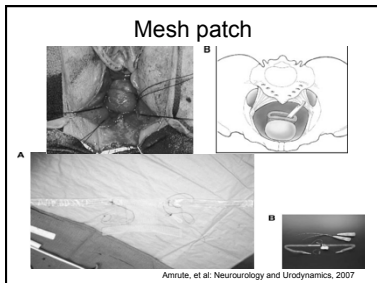 Mesh patch
B
A
B
Amrute, et al: Neurourology and Urodynamics, 2007